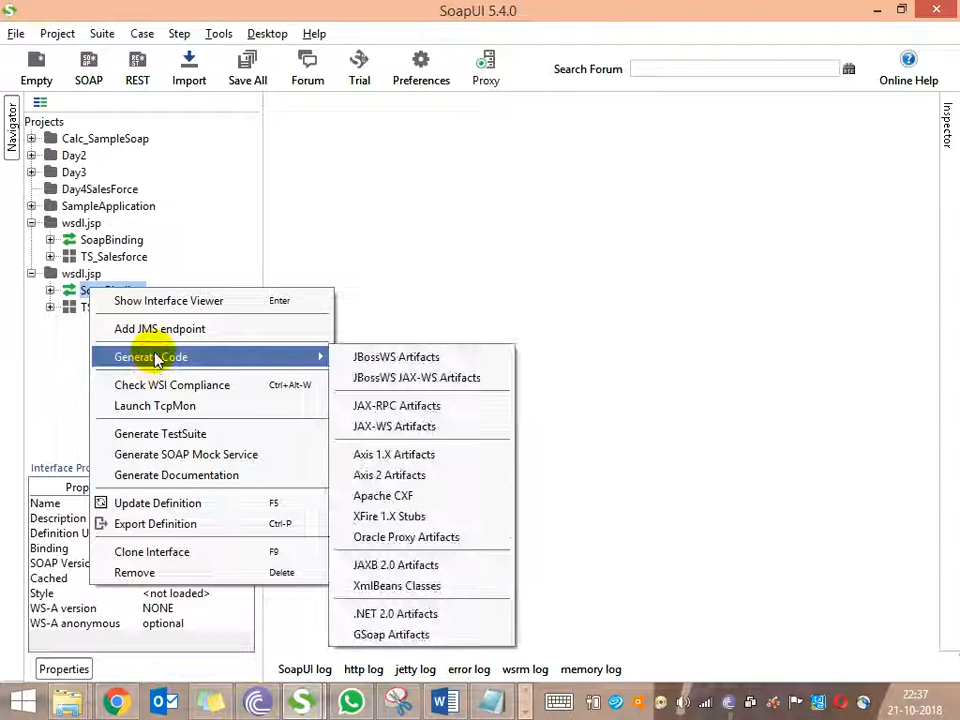 SoapUI 5.4.0
File Project Suite Case Step Tools Desktop Help
Empty SOAP REST Import Save All Forum Trial Preferences Proxy Search Forum Online Help
Navigator
Inspector
Projects
Calc_SampleSoap
Day2
Day3
Day4SalesForce
SampleApplication
wsdl.jsp
SoapBinding
TS_Salesforce
wsdl.jsp
Show Interface Viewer Enter
Add JMS endpoint
Generate Code
Check WSI Compliance Ctrl+Alt-W
Launch TcpMon
Generate TestSuite
Generate SOAP Mock Service
Generate Documentation
Update Definition F5
Export Definition Ctrl-P
Clone Interface F9
Remove Delete
JBossWS Artifacts
JBossWS JAX-WS Artifacts
JAX-RPC Artifacts
JAX-WS Artifacts
Axis 1.X Artifacts
Axis 2 Artifacts
Apache CXF
XFire 1.X Stubs
Oracle Proxy Artifacts
JAXB 2.0 Artifacts
XmlBeans Classes
.NET 2.0 Artifacts
GSoap Artifacts
Interface Pro
Prop
Name
Description
Definition U
Binding
SOAP Versio
Cached
Style <not loaded>
WS-A version NONE
WS-A anonymous optional
Properties
SoapUI log http log jetty log error log wsrm log memory log
22:37
21-10-2018